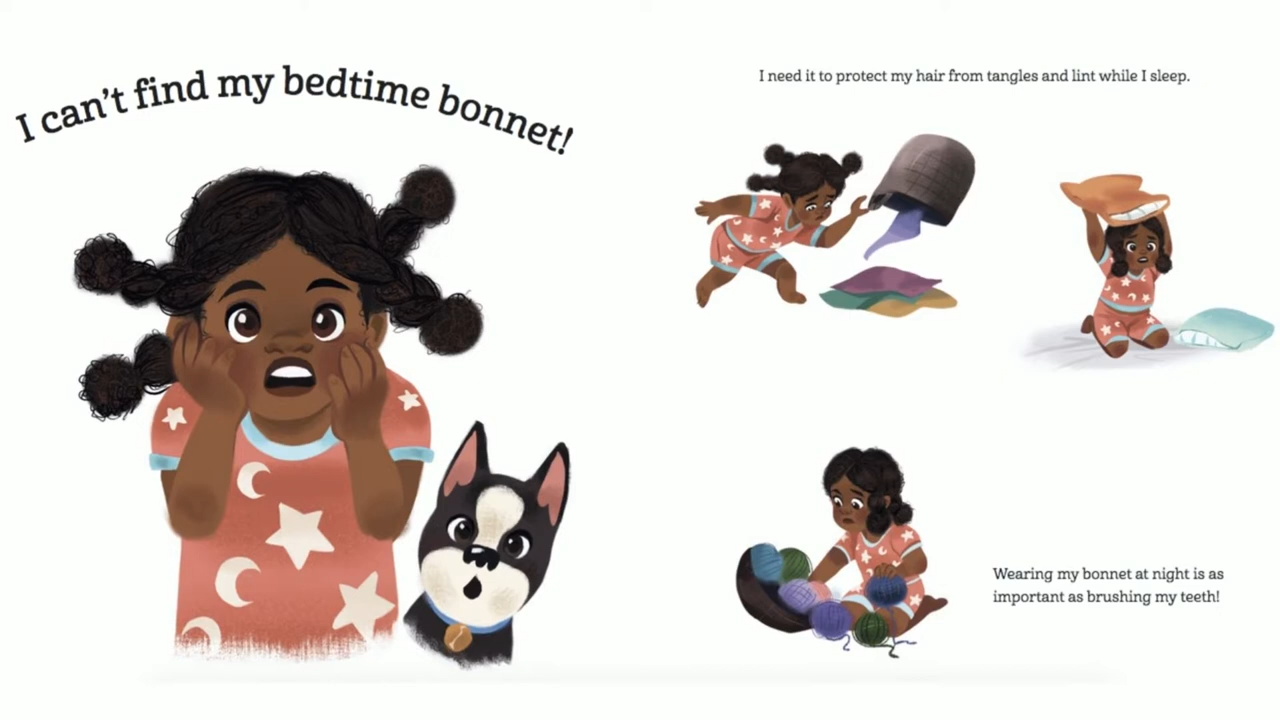 I can't find my bedtime bonnet!
I need it to protect my hair from tangles and lint while I sleep.
Wearing my bonnet at night is as
important as brushing my teeth!